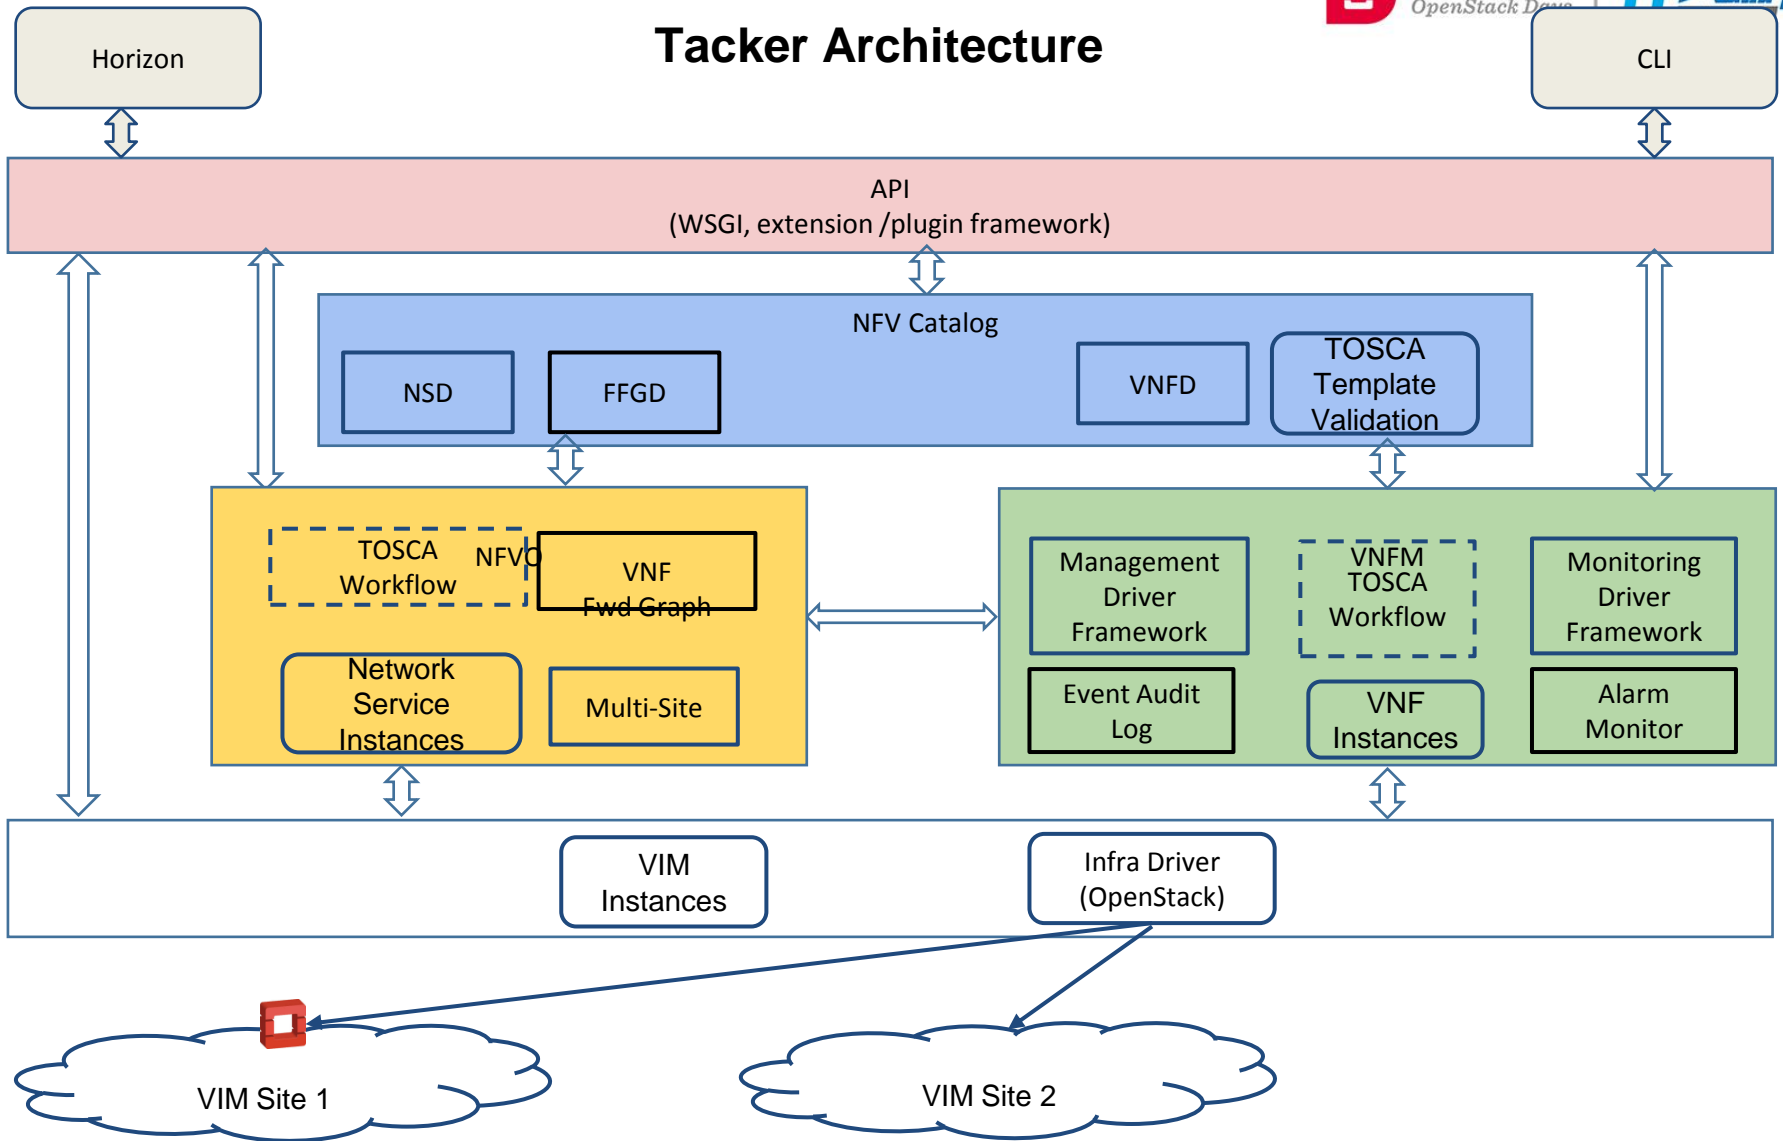 OpenStack Days
Tacker Architecture
Horizon
CLI
API
(WSGI, extension /plugin framework)
NFV Catalog
NSD
FFGD
VNFD
TOSCA
Template
Validation
TOSCA
Workflow
NFVO
VNF
Fwd Graph
Network
Service
Instances
Multi-Site
Management
Driver
Framework
VNFM
TOSCA
Workflow
Monitoring
Driver
Framework
Event Audit
Log
VNF
Instances
Alarm
Monitor
VIM
Instances
Infra Driver
(OpenStack)
VIM Site 1
VIM Site 2